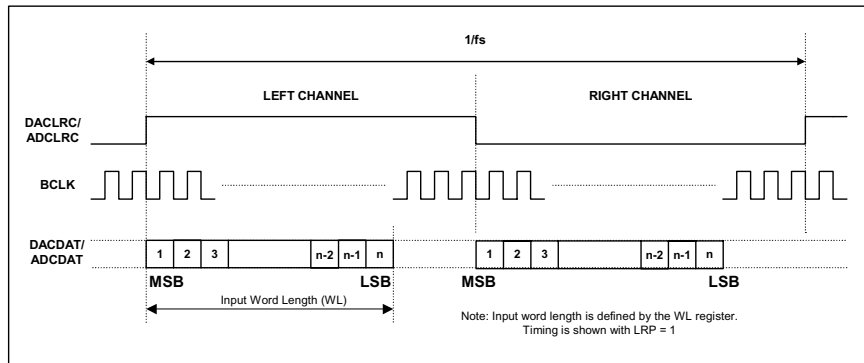 1/fs
LEFT CHANNEL
RIGHT CHANNEL
DACLRC/
ADCLRC
BCLK
DACDAT/
ADCDAT
1 2 3 n-2 n-1 n
1 2 3 n-2 n-1 n
MSB LSB MSB LSB
Input Word Length (WL)
Note: Input word length is defined by the WL register.
Timing is shown with LRP = 1